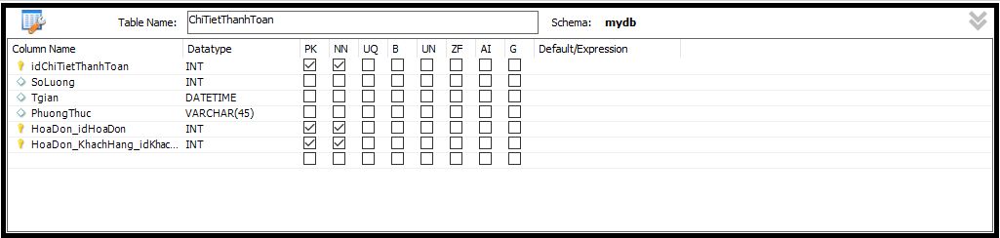 Table Name: ChiTietThanhToan Schema: mydb
Column Name Datatype PK NN UQ B UN ZF AI G Default/Expression
idChiTietThanhToan INT
SoLuong INT
Tgian DATETIME
PhuongThuc VARCHAR(45)
HoaDon_idHoaDon INT
HoaDon_KhachHang_idKhac... INT